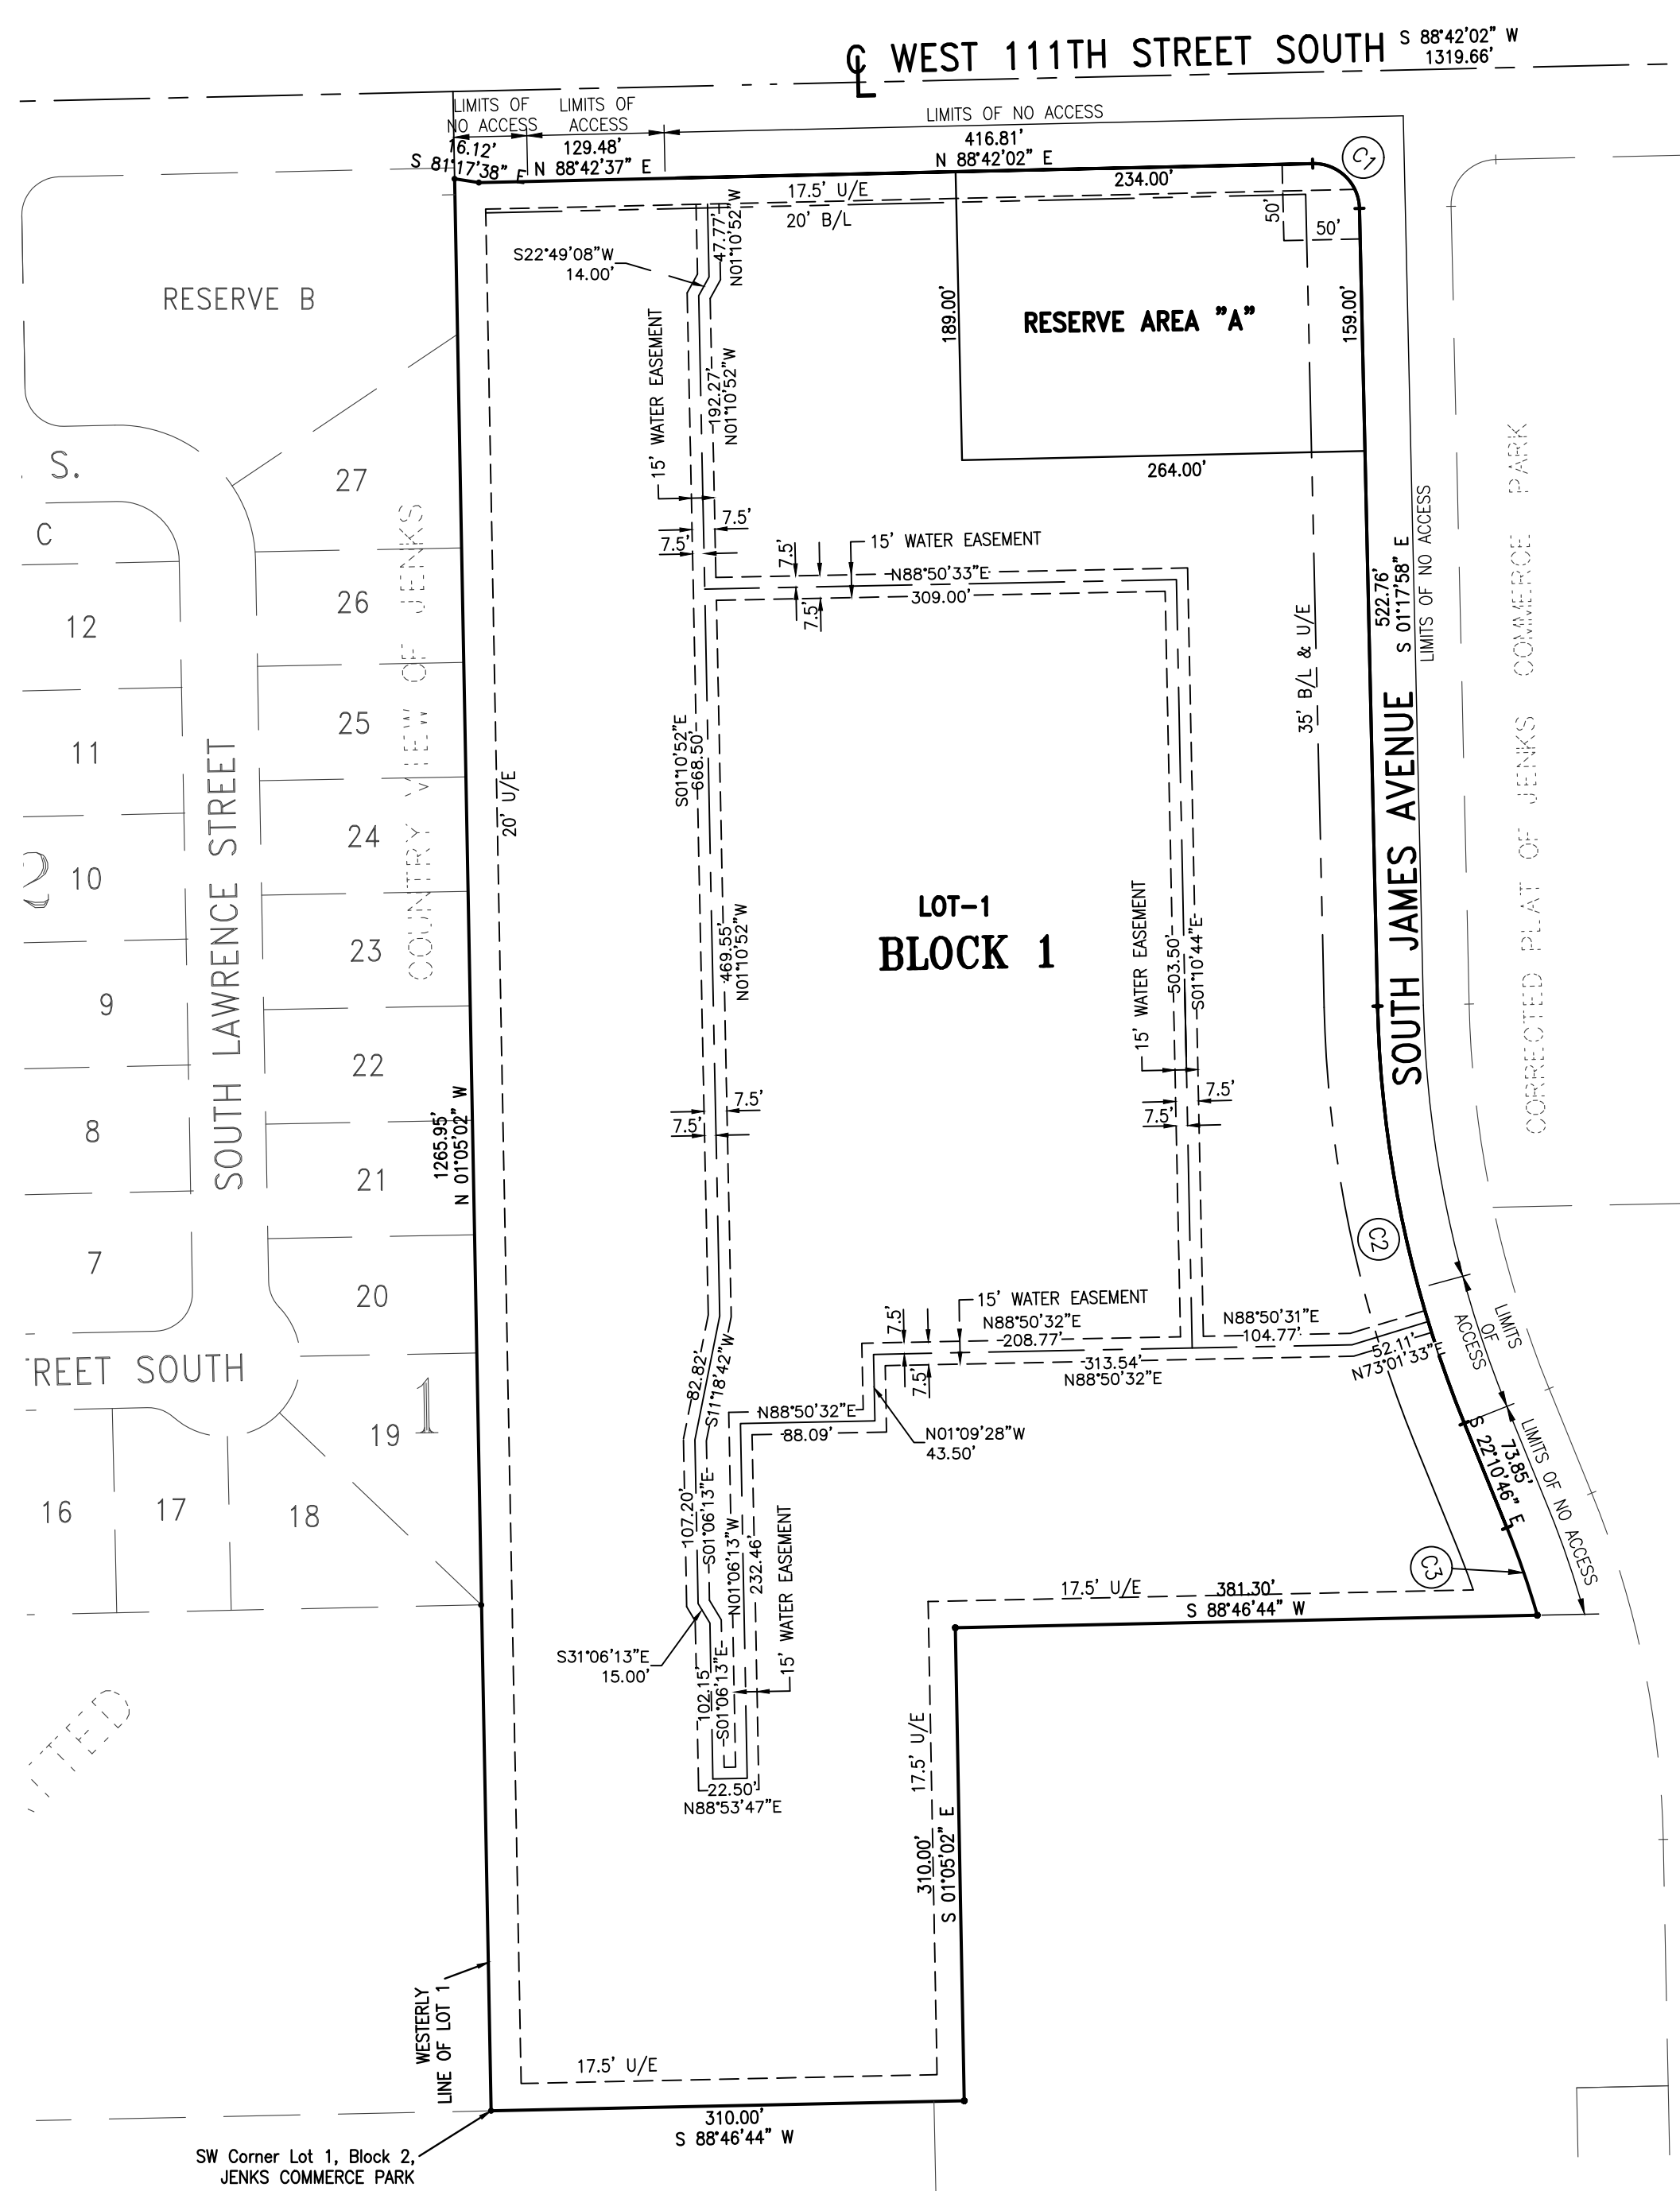 ℄ WEST 111TH STREET SOUTH
S 88°42'02" W
1319.66'
LIMITS OF
NO ACCESS
LIMITS OF
ACCESS
LIMITS OF NO ACCESS
16.12'
S 81°17'38" E
129.48'
N 88°42'37" E
416.81'
N 88°42'02" E
C1
17.5' U/E
20' B/L
234.00'
50'
50'
47.77'
N01°10'52"W
S22°49'08"W
14.00'
RESERVE B
189.00'
RESERVE AREA "A"
159.00'
264.00'
15' WATER EASEMENT
192.27'
N01°10'52"W
7.5'
7.5'
7.5'
7.5'
15' WATER EASEMENT
N88°50'33"E
309.00'
S.
C
27
26
25
24
23
22
21
20
19
18
17
16
12
11
10
9
8
7
2
1
COUNTRY VIEW OF JENKS
SOUTH LAWRENCE STREET
REET SOUTH
20' U/E
S01°10'52"E
668.50'
469.55'
N01°10'52"W
LOT-1
BLOCK 1
15' WATER EASEMENT
503.50'
S01°10'44"E
7.5'
7.5'
7.5'
7.5'
35' B/L & U/E
522.76'
S 01°17'58" E
LIMITS OF NO ACCESS
SOUTH JAMES AVENUE
CORRECTED PLAT OF JENKS COMMERCE PARK
1265.95'
N 01°05'02" W
C2
LIMITS
OF
ACCESS
15' WATER EASEMENT
7.5'
7.5'
N88°50'32"E
208.77'
N88°50'31"E
104.77'
313.54'
N88°50'32"E
52.11'
N73°01'33"E
82.82'
S11°18'42"W
N88°50'32"E
88.09'
N01°09'28"W
43.50'
73.85'
S 22°10'46" E
LIMITS OF NO ACCESS
C3
107.20'
S01°06'13"E
N01°06'13"W
232.46'
15' WATER EASEMENT
S31°06'13"E
15.00'
102.15'
S01°06'13"E
22.50'
N88°53'47"E
17.5' U/E
381.30'
S 88°46'44" W
17.5' U/E
310.00'
S 01°05'02" E
WESTERLY
LINE OF LOT 1
17.5' U/E
310.00'
S 88°46'44" W
SW Corner Lot 1, Block 2,
JENKS COMMERCE PARK